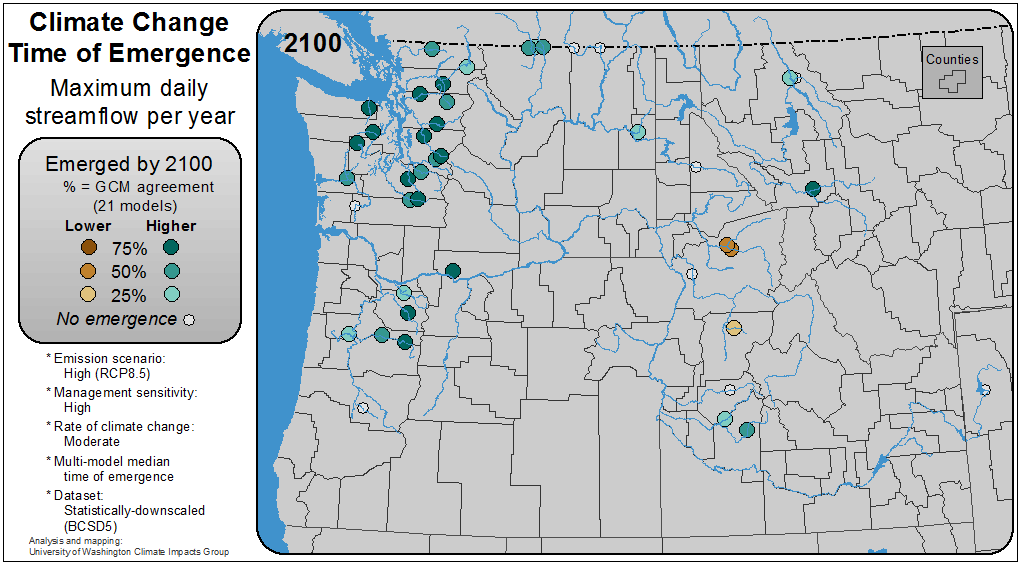 Climate Change
Time of Emergence
Maximum daily
streamflow per year
Emerged by 2100
% = GCM agreement
(21 models)
Lower Higher
75%
50%
25%
No emergence
* Emission scenario:
High (RCP8.5)
* Management sensitivity:
High
* Rate of climate change:
Moderate
* Multi-model median
time of emergence
* Dataset:
Statistically-downscaled
(BCSD5)
Analysis and mapping:
University of Washington Climate Impacts Group
2100
Counties